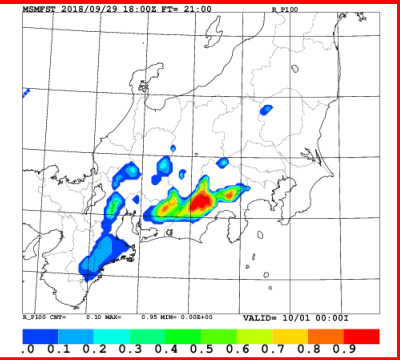 MSMFST 2018/09/29 18:00Z FT= 21:00 R_P100
R_P100 CNT= 0.10 MAX= 0.95 MIN= 0.00E+00 VALID= 10/01 00:00I
.0 0.1 0.2 0.3 0.4 0.5 0.6 0.7 0.8 0.9